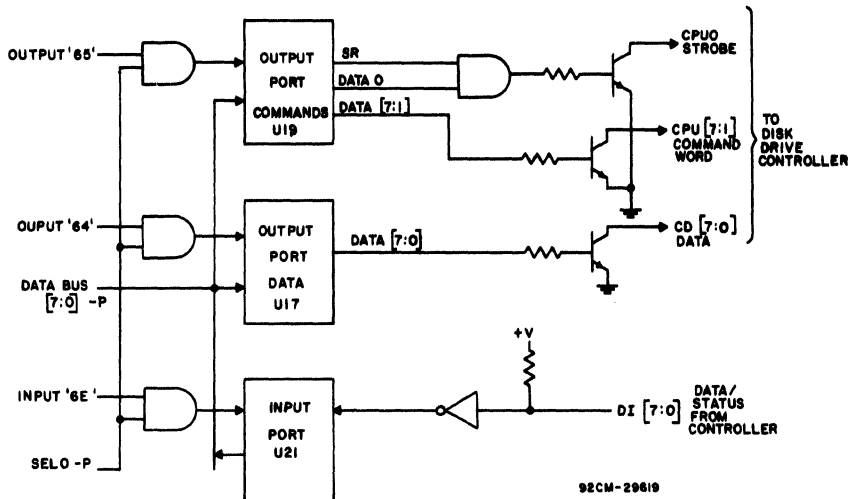 OUTPUT '65'
OUTPUT
PORT
COMMANDS
U19
SR
DATA 0
DATA [7:1]
CPU0
STROBE
CPU [7:1]
COMMAND
WORD
TO
DISK
DRIVE
CONTROLLER
OUPUT '64'
DATA BUS
[7:0] -P
OUTPUT
PORT
DATA
U17
DATA [7:0]
CD [7:0]
DATA
INPUT '6E'
SELO -P
INPUT
PORT
U21
+V
DI [7:0]
DATA/
STATUS
FROM
CONTROLLER
92CM-29619